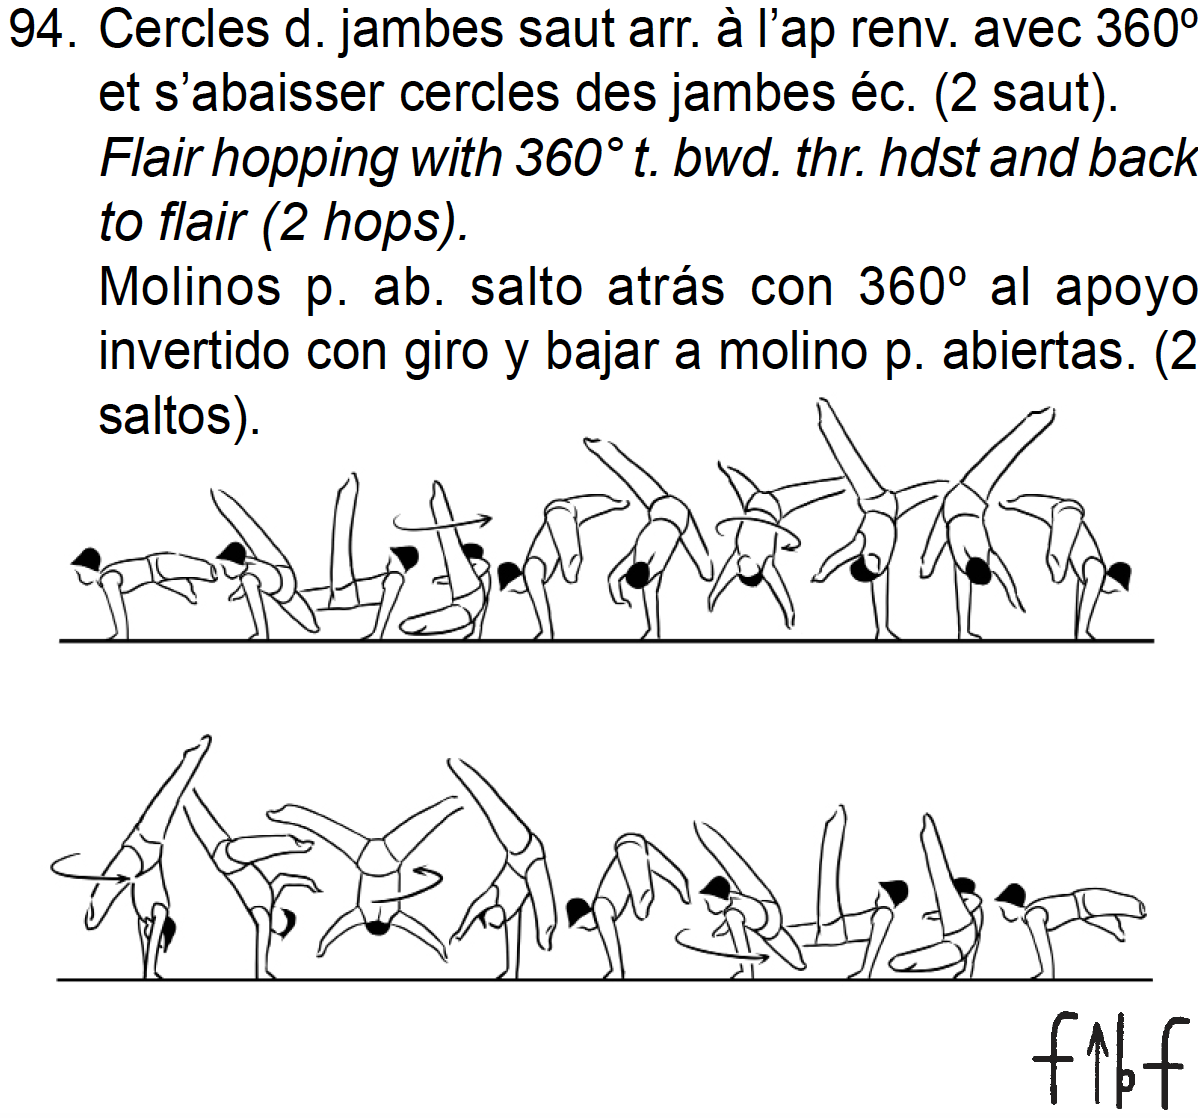 94. Cercles d. jambes saut arr. à l’ap renv. avec 360º
et s’abaisser cercles des jambes éc. (2 saut).
Flair hopping with 360° t. bwd. thr. hdst and back
to flair (2 hops).
Molinos p. ab. salto atrás con 360º al apoyo
invertido con giro y bajar a molino p. abiertas. (2
saltos).